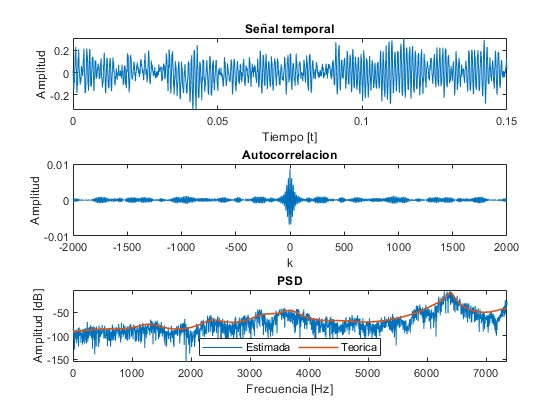 Señal temporal
0.2
0
-0.2
Amplitud
0 0.05 0.1 0.15
Tiempo [t]
Autocorrelacion
0.01
0
-0.01
Amplitud
-2000 -1500 -1000 -500 0 500 1000 1500 2000
k
PSD
-50
-100
-150
Amplitud [dB]
Estimada Teorica
0 1000 2000 3000 4000 5000 6000 7000
Frecuencia [Hz]